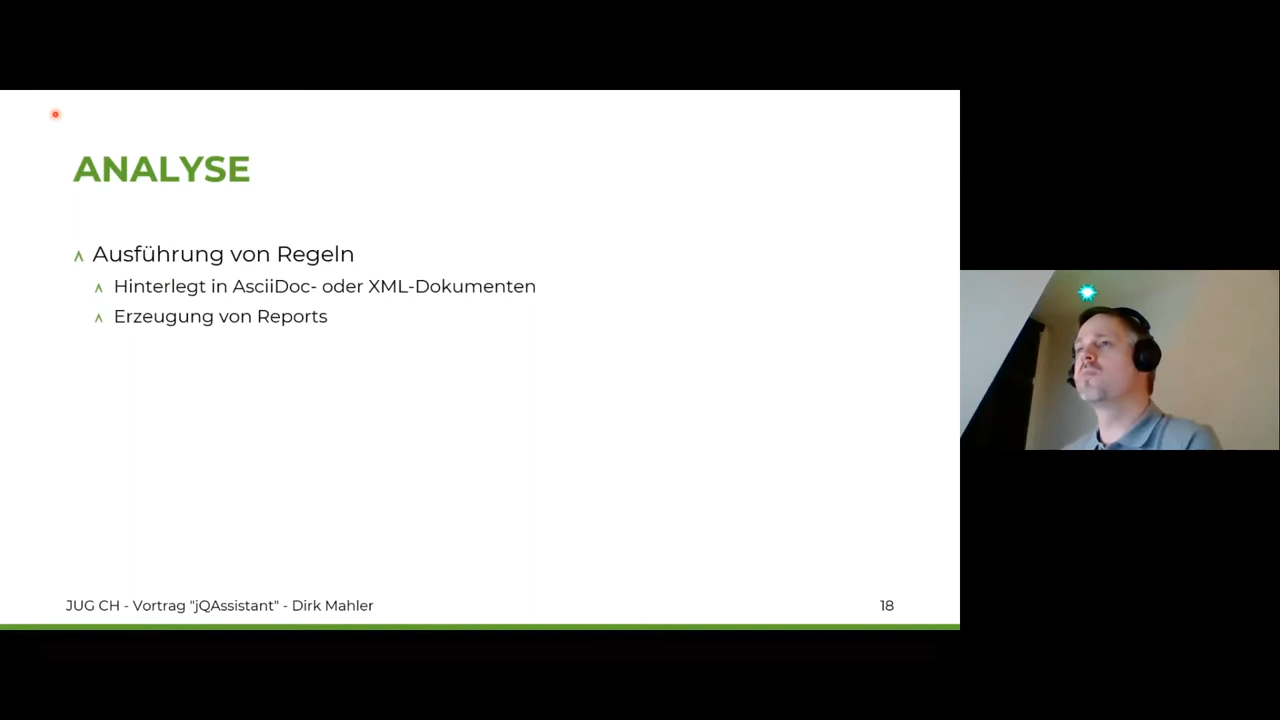 ANALYSE
Ausführung von Regeln
Hinterlegt in AsciiDoc- oder XML-Dokumenten
Erzeugung von Reports
JUG CH - Vortrag "jQAssistant" - Dirk Mahler
18